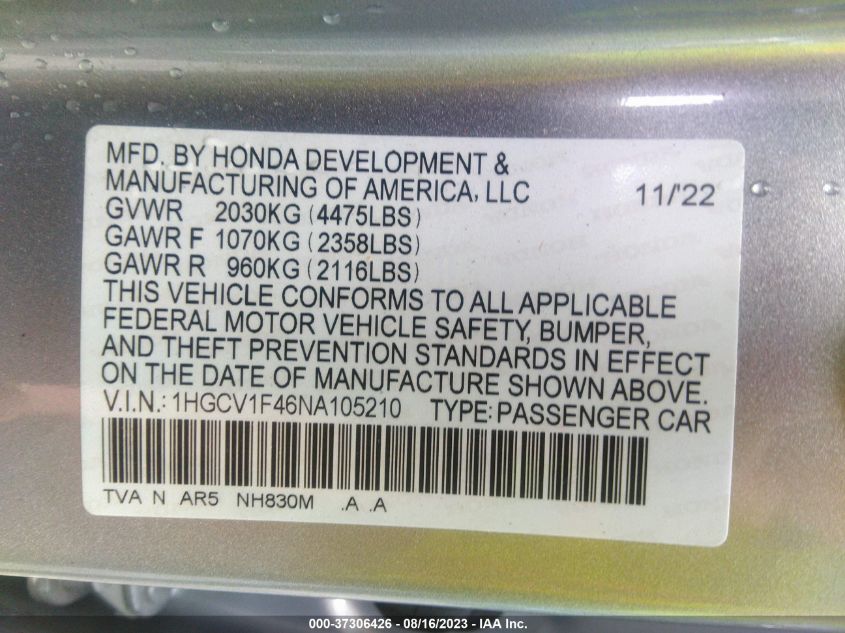 MFD. BY HONDA DEVELOPMENT &
MANUFACTURING OF AMERICA, LLC 11/'22
GVWR 2030KG (4475LBS)
GAWR F 1070KG (2358LBS)
GAWR R 960KG (2116LBS)
THIS VEHICLE CONFORMS TO ALL APPLICABLE
FEDERAL MOTOR VEHICLE SAFETY, BUMPER,
AND THEFT PREVENTION STANDARDS IN EFFECT
ON THE DATE OF MANUFACTURE SHOWN ABOVE.
V.I.N.: 1HGCV1F46NA105210 TYPE: PASSENGER CAR
TVA N AR5 NH830M .A .A
000-37306426 - 08/16/2023 - IAA Inc.